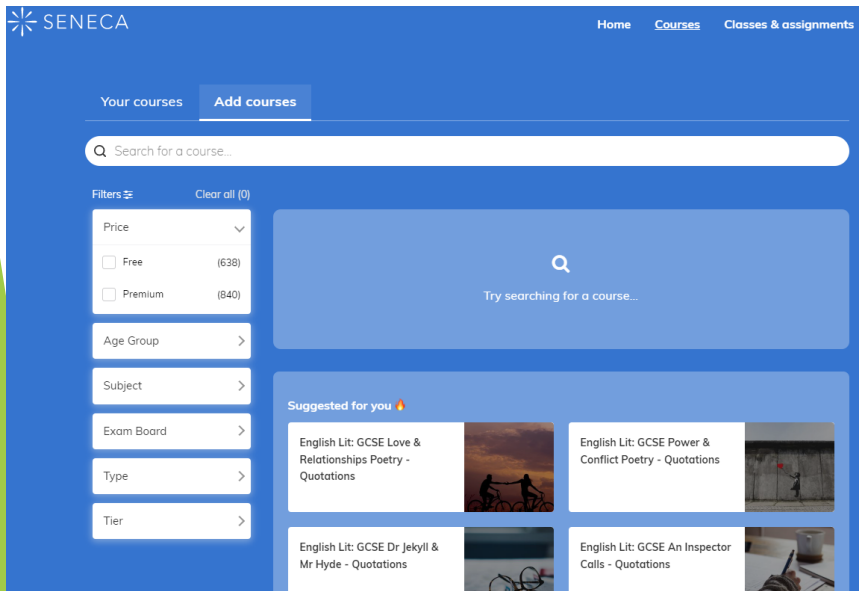 SENECA
Home Courses Classes & assignments
Your courses Add courses
Search for a course...
Filters Clear all (0)
Price
Free (638)
Premium (840)
Age Group
Subject
Exam Board
Type
Tier
Try searching for a course...
Suggested for you 🔥
English Lit: GCSE Love &
Relationships Poetry -
Quotations
English Lit: GCSE Power &
Conflict Poetry - Quotations
English Lit: GCSE Dr Jekyll &
Mr Hyde - Quotations
English Lit: GCSE An Inspector
Calls - Quotations